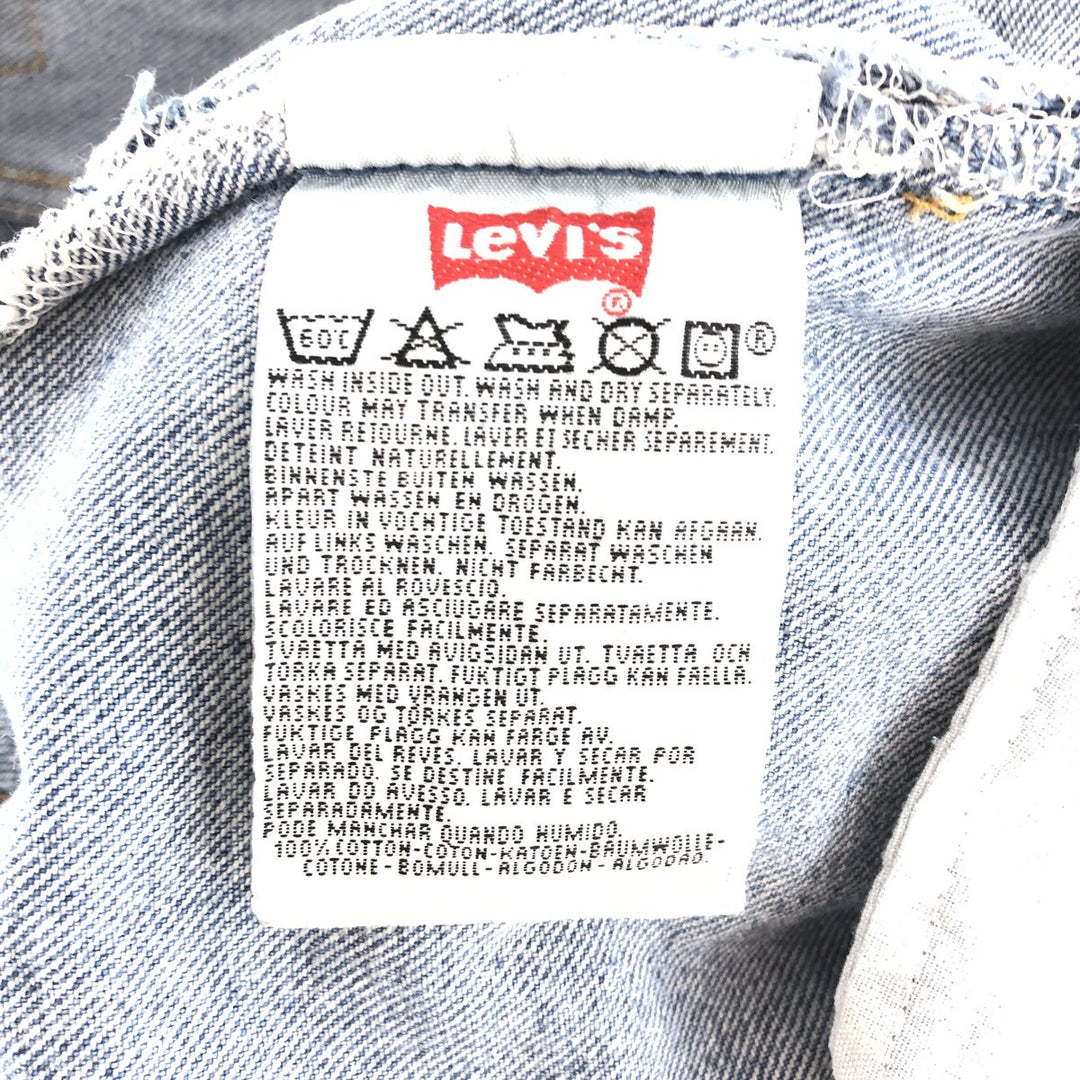 LEVI'S
®
60C
®
WASH INSIDE OUT. WASH AND DRY SEPARATELY.
COLOUR MAY TRANSFER WHEN DAMP.
LAVER RETOURNE. LAVER ET SECHER SEPAREMENT.
DETEINT NATURELLEMENT.
BINNENSTE BUITEN WASSEN.
APART WASSEN EN DROGEN.
KLEUR IN VOCHTIGE TOESTAND KAN AFGAAN.
AUF LINKS WASCHEN. SEPARAT WASCHEN
UND TROCKNEN. NICHT FARBECHT.
LAVARE AL ROVESCIO.
LAVARE ED ASCIUGARE SEPARATAMENTE.
SCOLORISCE FACILMENTE.
TVAETTA MED AVIGSIDAN UT. TVAETTA OCH
TORKA SEPARAT. FUKTIGT PLAGG KAN FAELLA.
VASKES MED VRANGEN UT.
VASKES OG TORKES SEPARAT.
FUKTIGE PLAGG KAN FARGE AV.
LAVAR DEL REVES. LAVAR Y SECAR POR
SEPARADO. SE DESTINE FACILMENTE.
LAVAR DO AVESSO. LAVAR E SECAR
SEPARADAMENTE.
PODE MANCHAR QUANDO HUMIDO.
100% COTTON-COTON-KATOEN-BAUMWOLLE-
COTONE-BOMULL-ALGODON-ALGODAO.